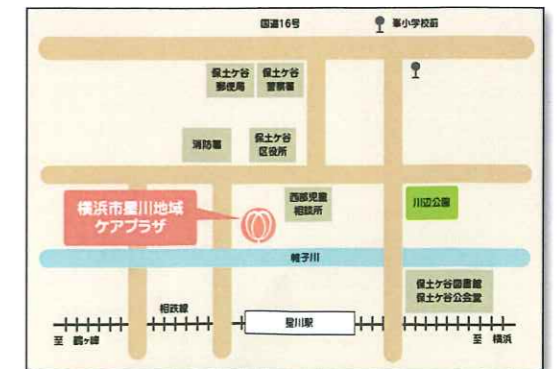 国道16号
峯小学校前
保土ケ谷
郵便局
保土ケ谷
警察署
消防署
保土ケ谷
区役所
横浜市星川地域
ケアプラザ
西部児童
相談所
川辺公園
帷子川
保土ケ谷図書館
保土ケ谷公会堂
相鉄線
星川駅
至 鶴ヶ峰
至 横浜